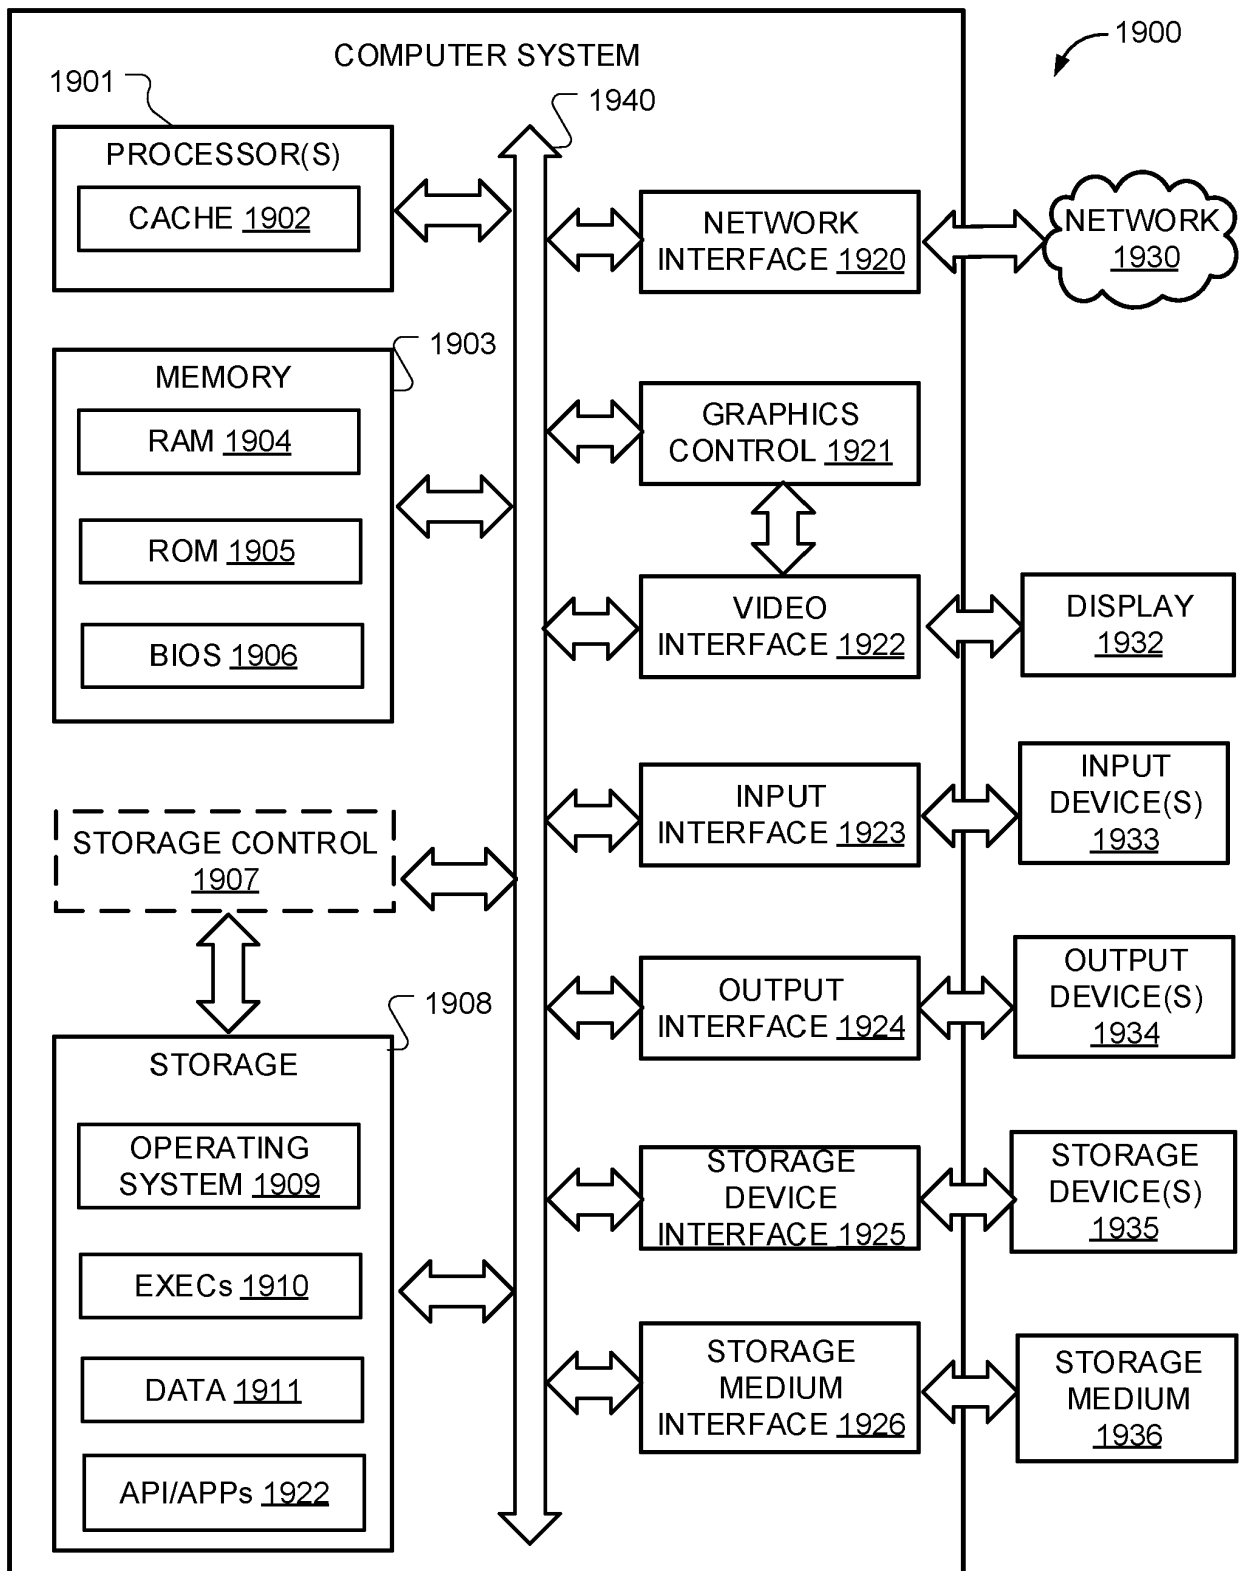 COMPUTER SYSTEM
1900
1901
1940
PROCESSOR(S)
CACHE 1902
NETWORK
INTERFACE 1920
NETWORK
1930
1903
MEMORY
RAM 1904
ROM 1905
BIOS 1906
GRAPHICS
CONTROL 1921
VIDEO
INTERFACE 1922
DISPLAY
1932
STORAGE CONTROL
1907
INPUT
INTERFACE 1923
INPUT
DEVICE(S)
1933
1908
STORAGE
OPERATING
SYSTEM 1909
EXECs 1910
DATA 1911
API/APPs 1922
OUTPUT
INTERFACE 1924
OUTPUT
DEVICE(S)
1934
STORAGE
DEVICE
INTERFACE 1925
STORAGE
DEVICE(S)
1935
STORAGE
MEDIUM
INTERFACE 1926
STORAGE
MEDIUM
1936